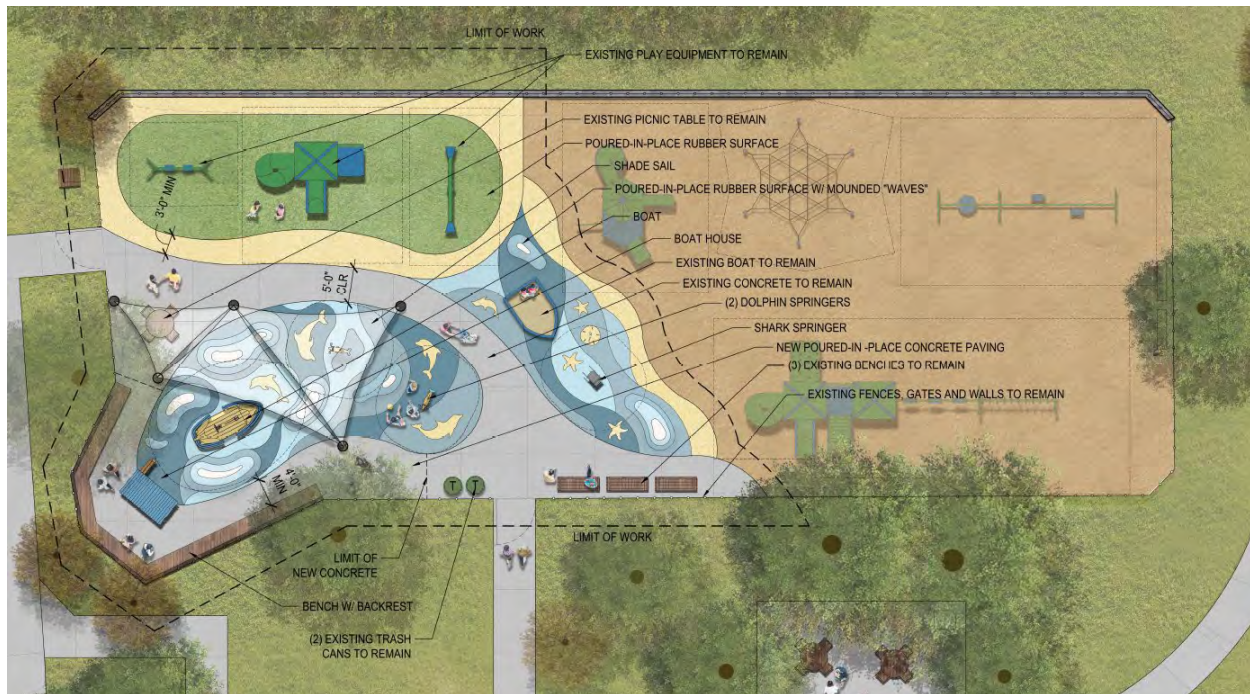 LIMIT OF WORK
EXISTING PLAY EQUIPMENT TO REMAIN
EXISTING PICNIC TABLE TO REMAIN
POURED-IN-PLACE RUBBER SURFACE
SHADE SAIL
POURED-IN-PLACE RUBBER SURFACE W/ MOUNDED "WAVES"
BOAT
BOAT HOUSE
EXISTING BOAT TO REMAIN
EXISTING CONCRETE TO REMAIN
(2) DOLPHIN SPRINGERS
SHARK SPRINGER
NEW POURED-IN -PLACE CONCRETE PAVING
(3) EXISTING BENCHES TO REMAIN
EXISTING FENCES, GATES AND WALLS TO REMAIN
3'-0" MIN
5'-0"
CLR
4'-0"
MIN
T
T
LIMIT OF WORK
LIMIT OF
NEW CONCRETE
BENCH W/ BACKREST
(2) EXISTING TRASH
CANS TO REMAIN